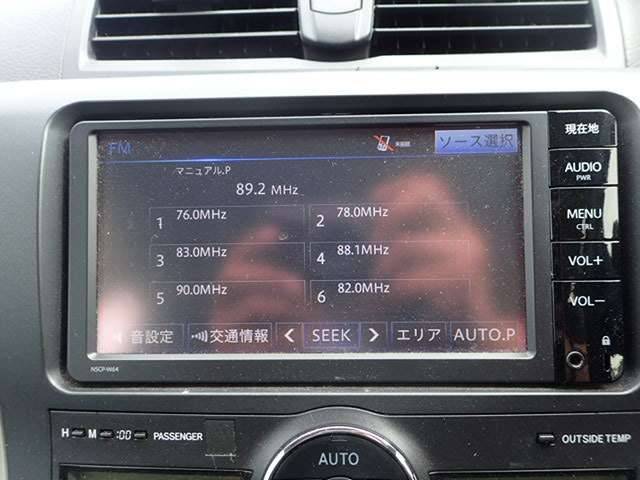 FM
ソース選択
マニュアル.P
89.2 MHz
1 76.0MHz
2 78.0MHz
3 83.0MHz
4 88.1MHz
5 90.0MHz
6 82.0MHz
音設定
交通情報
< SEEK >
エリア
AUTO.P
NSCP-W64
現在地
AUDIO
PWR
MENU
CTRL
VOL+
VOL−
H
M
:00
PASSENGER
OUTSIDE TEMP
AUTO